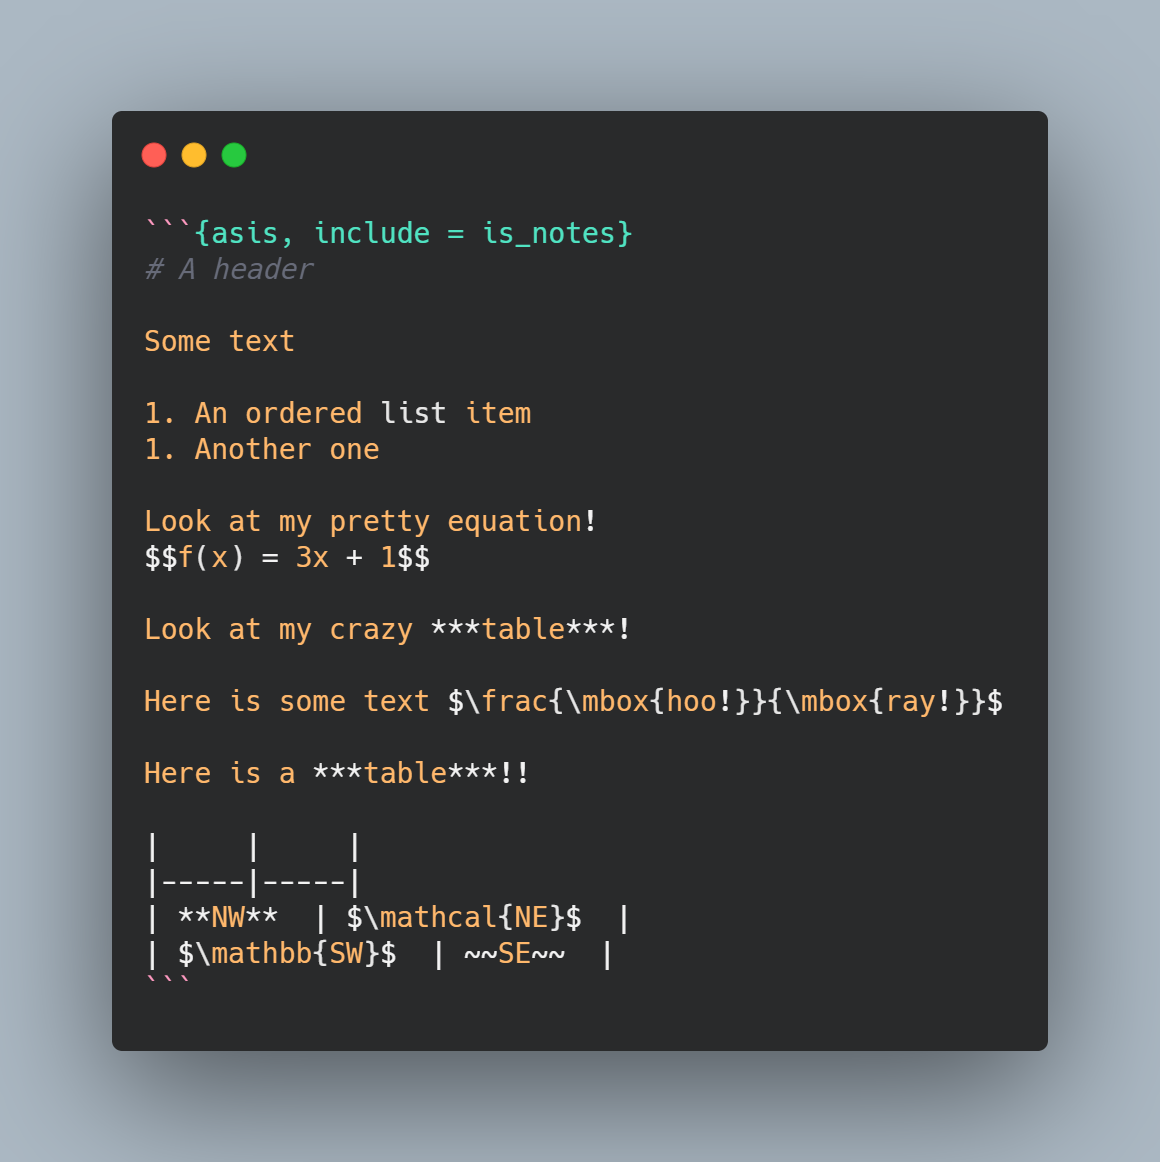 ```{asis, include = is_notes}
# A header

Some text

1. An ordered list item
1. Another one

Look at my pretty equation!
$$f(x) = 3x + 1$$

Look at my crazy ***table***!

Here is some text $\frac{\mbox{hoo!}}{\mbox{ray!}}$

Here is a ***table***!!

|     |     |
|-----|-----|
| **NW**  | $\mathcal{NE}$  |
| $\mathbb{SW}$  | ~~SE~~  |
```